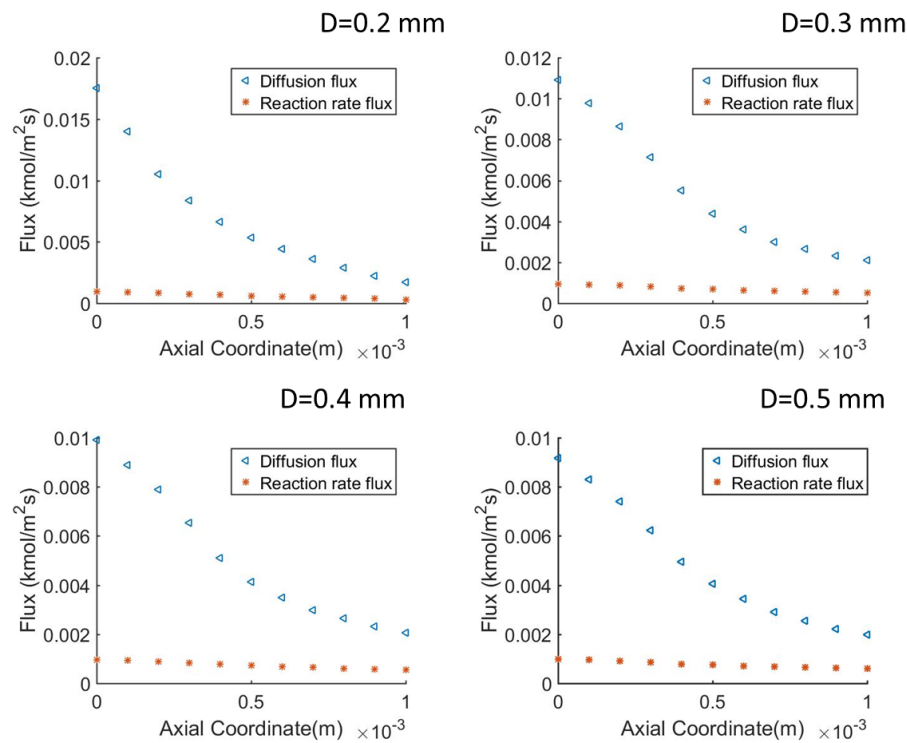 D=0.2 mm
0.02
0.015
0.01
0.005
0
Flux (kmol/m²s)
Diffusion flux
Reaction rate flux
0 0.5 1
Axial Coordinate(m) ×10⁻³
D=0.3 mm
0.012
0.01
0.008
0.006
0.004
0.002
0
Flux (kmol/m²s)
Diffusion flux
Reaction rate flux
0 0.5 1
Axial Coordinate(m) ×10⁻³
D=0.4 mm
0.01
0.008
0.006
0.004
0.002
0
Flux (kmol/m²s)
Diffusion flux
Reaction rate flux
0 0.5 1
Axial Coordinate(m) ×10⁻³
D=0.5 mm
0.01
0.008
0.006
0.004
0.002
0
Flux (kmol/m²s)
Diffusion flux
Reaction rate flux
0 0.5 1
Axial Coordinate(m) ×10⁻³